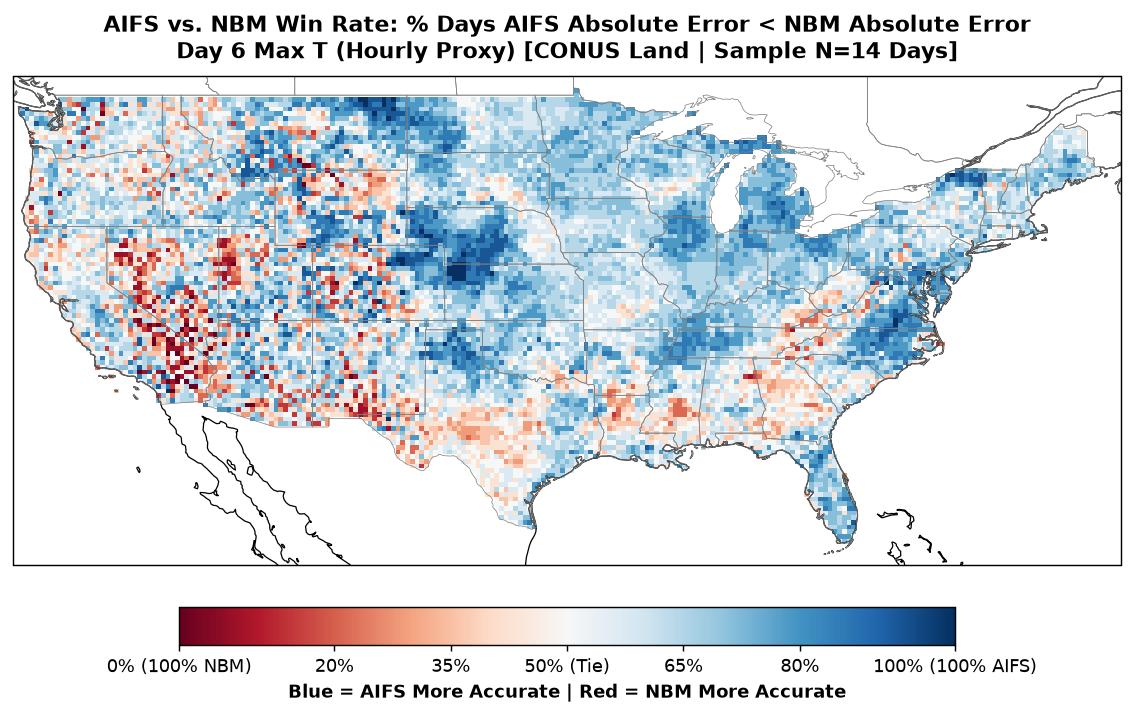 AIFS vs. NBM Win Rate: % Days AIFS Absolute Error < NBM Absolute Error
Day 6 Max T (Hourly Proxy) [CONUS Land | Sample N=14 Days]
0% (100% NBM) 20% 35% 50% (Tie) 65% 80% 100% (100% AIFS)
Blue = AIFS More Accurate | Red = NBM More Accurate